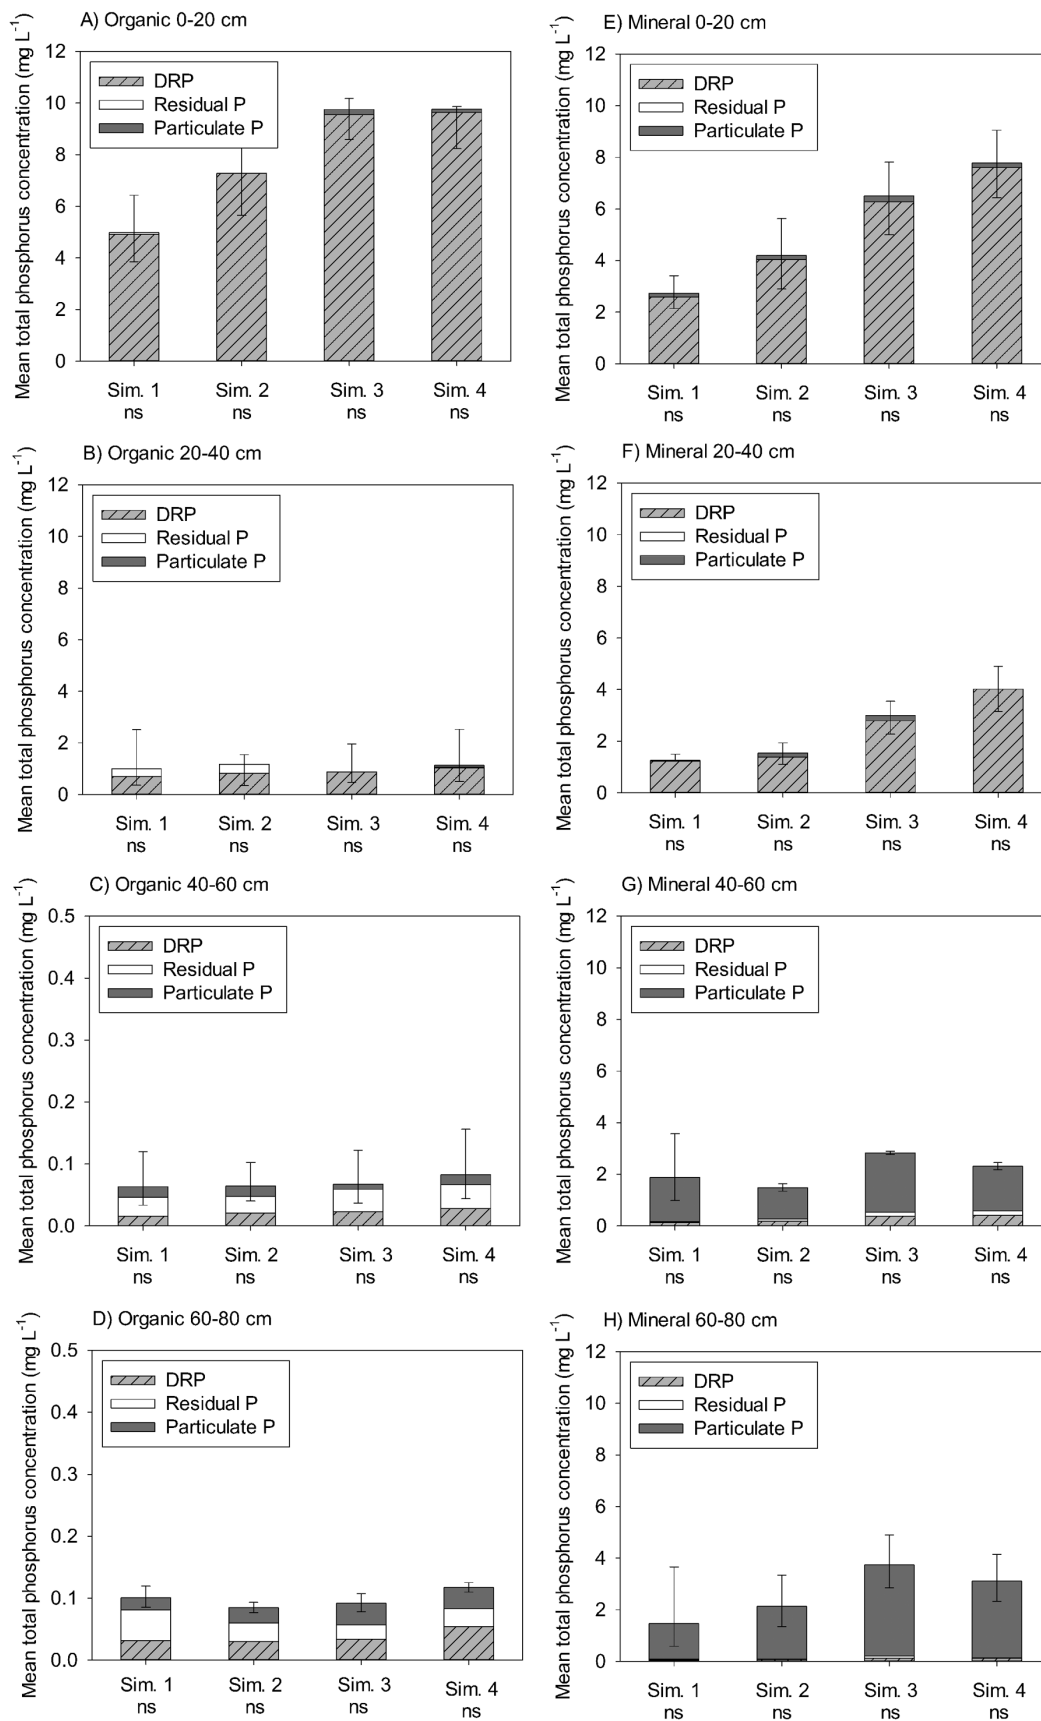 A) Organic 0-20 cm
Mean total phosphorus concentration (mg L⁻¹)
12
10
8
6
4
2
0
DRP
Residual P
Particulate P
Sim. 1
ns
Sim. 2
ns
Sim. 3
ns
Sim. 4
ns
E) Mineral 0-20 cm
Mean total phosphorus concentration (mg L⁻¹)
12
10
8
6
4
2
0
DRP
Residual P
Particulate P
Sim. 1
ns
Sim. 2
ns
Sim. 3
ns
Sim. 4
ns
B) Organic 20-40 cm
Mean total phosphorus concentration (mg L⁻¹)
12
10
8
6
4
2
0
DRP
Residual P
Particulate P
Sim. 1
ns
Sim. 2
ns
Sim. 3
ns
Sim. 4
ns
F) Mineral 20-40 cm
Mean total phosphorus concentration (mg L⁻¹)
12
10
8
6
4
2
0
DRP
Residual P
Particulate P
Sim. 1
ns
Sim. 2
ns
Sim. 3
ns
Sim. 4
ns
C) Organic 40-60 cm
Mean total phosphorus concentration (mg L⁻¹)
0.5
0.4
0.3
0.2
0.1
0.0
DRP
Residual P
Particulate P
Sim. 1
ns
Sim. 2
ns
Sim. 3
ns
Sim. 4
ns
G) Mineral 40-60 cm
Mean total phosphorus concentration (mg L⁻¹)
12
10
8
6
4
2
0
DRP
Residual P
Particulate P
Sim. 1
ns
Sim. 2
ns
Sim. 3
ns
Sim. 4
ns
D) Organic 60-80 cm
Mean total phosphorus concentration (mg L⁻¹)
0.5
0.4
0.3
0.2
0.1
0.0
DRP
Residual P
Particulate P
Sim. 1
ns
Sim. 2
ns
Sim. 3
ns
Sim. 4
ns
H) Mineral 60-80 cm
Mean total phosphorus concentration (mg L⁻¹)
12
10
8
6
4
2
0
DRP
Residual P
Particulate P
Sim. 1
ns
Sim. 2
ns
Sim. 3
ns
Sim. 4
ns